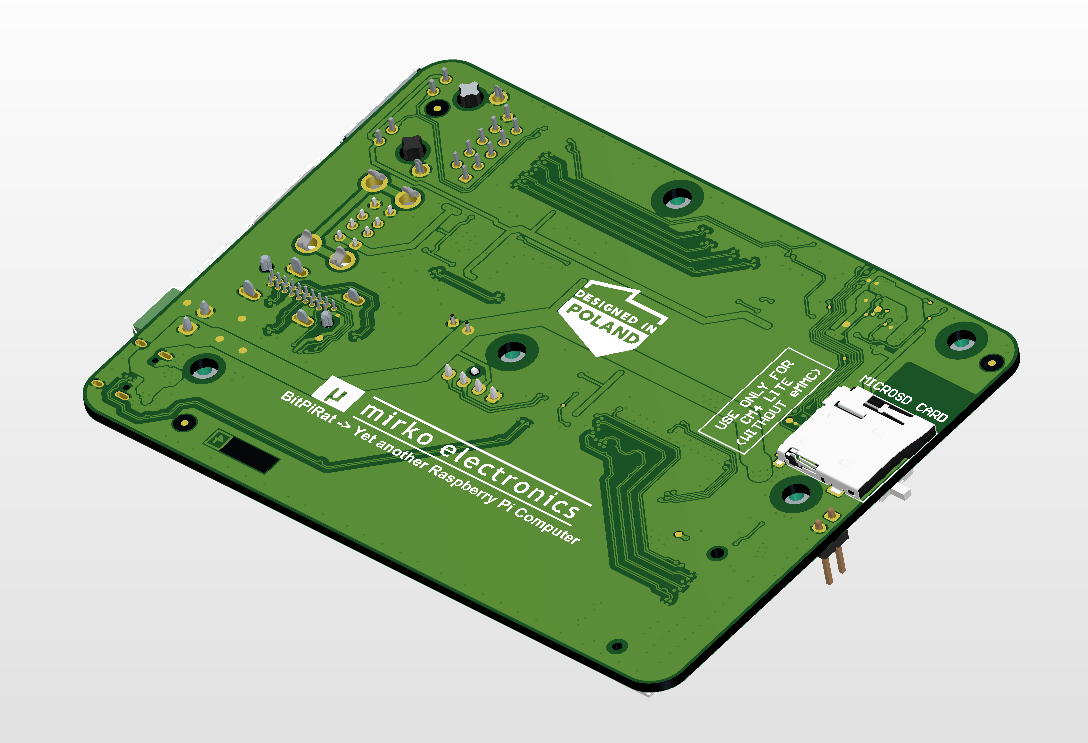 DESIGNED IN
POLAND
MICROSD CARD
USE ONLY FOR
CM4 LITE
(WITHOUT eMMC)
µ mirko electronics
BitPiRat -> Yet another Raspberry Pi Computer